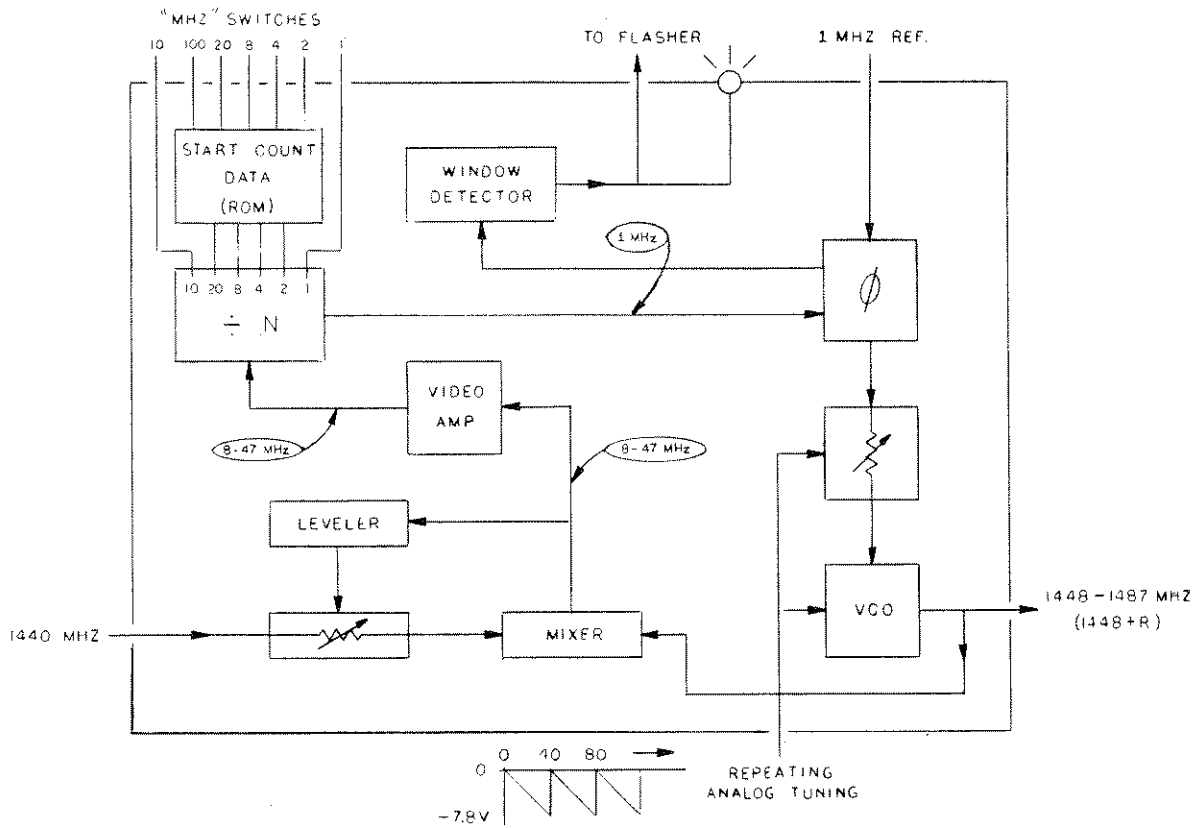 "MHZ" SWITCHES
10 100 20 8 4 2 1
TO FLASHER
1 MHZ REF.
START COUNT
DATA
(ROM)
WINDOW
DETECTOR
1 MHz
10 20 8 4 2 1
÷ N
ϕ
VIDEO
AMP
8-47 MHz
8-47 MHz
LEVELER
1440 MHZ
MIXER
VCO
1448-1487 MHZ
(1448+R)
0 40 80
0
-7.8V
REPEATING
ANALOG TUNING